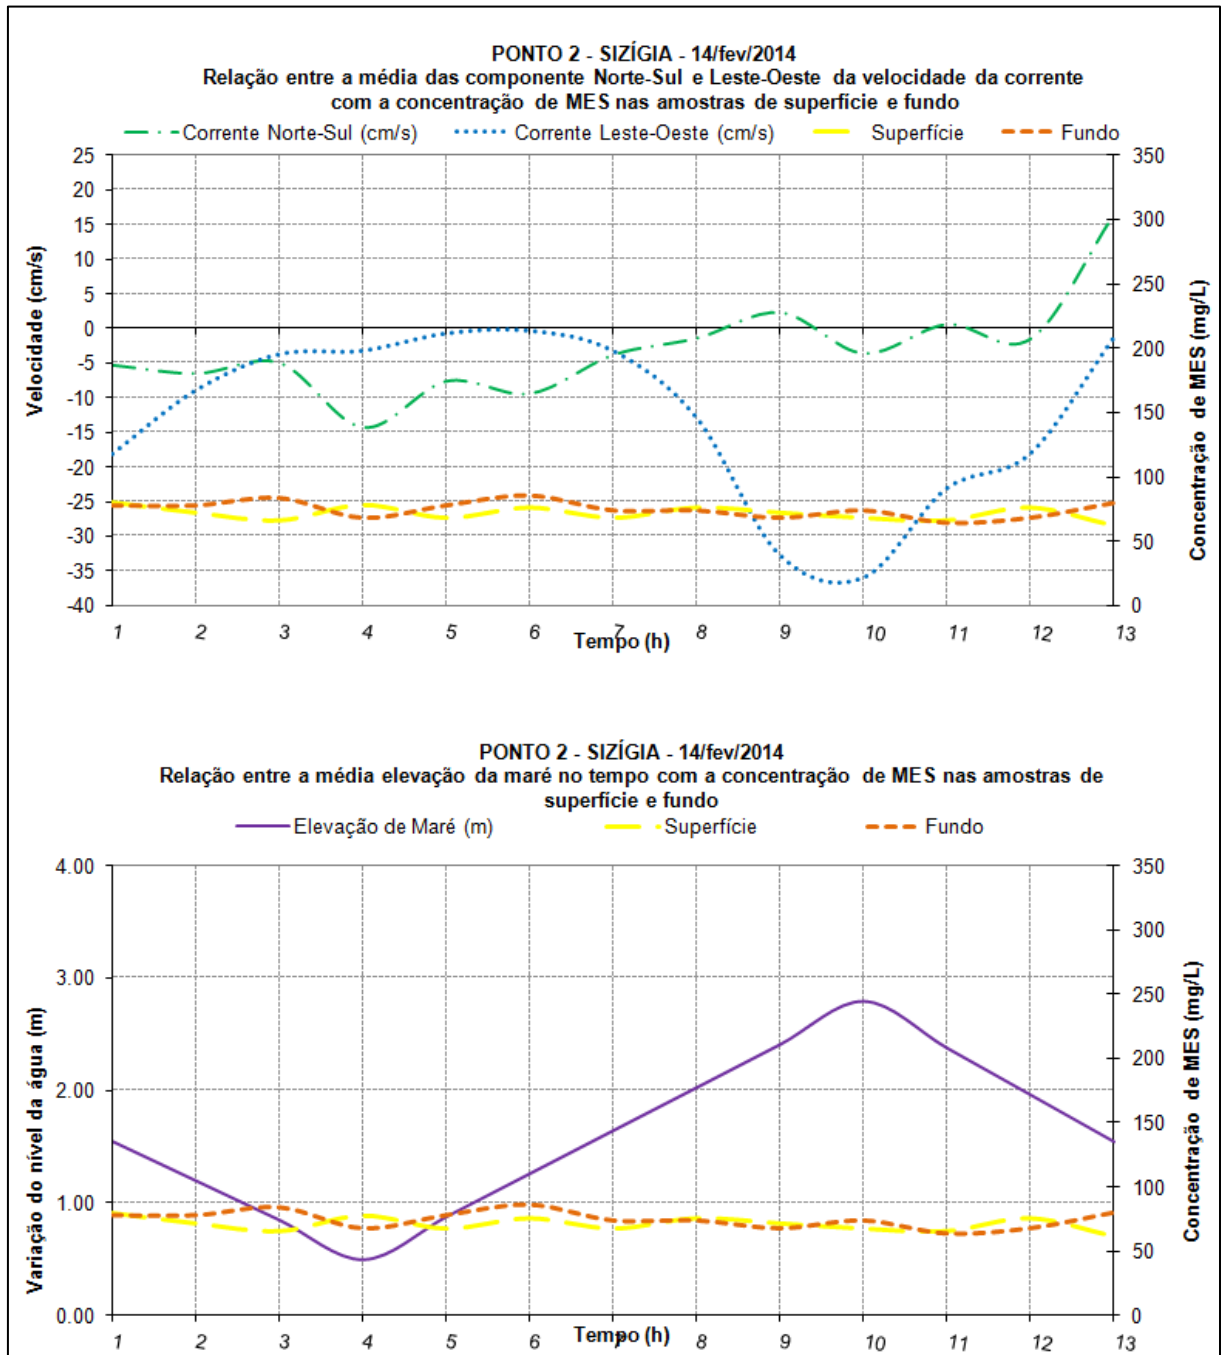 PONTO 2 - SIZÍGIA - 14/fev/2014
Relação entre a média das componente Norte-Sul e Leste-Oeste da velocidade da corrente
com a concentração de MES nas amostras de superfície e fundo
Corrente Norte-Sul (cm/s) Corrente Leste-Oeste (cm/s) Superfície Fundo
25 350
20
15 300
10
5 250
0
-5 200
-10
-15 150
-20
-25 100
-30
-35 50
-40 0
Velocidade (cm/s)
Concentração de MES (mg/L)
1 2 3 4 5 6 7 8 9 10 11 12 13
Tempo (h)
PONTO 2 - SIZÍGIA - 14/fev/2014
Relação entre a média elevação da maré no tempo com a concentração de MES nas amostras de
superfície e fundo
Elevação de Maré (m) Superfície Fundo
4.00 350
300
3.00 250
2.00 200
150
1.00 100
50
0.00 0
Variação do nível da água (m)
Concentração de MES (mg/L)
1 2 3 4 5 6 7 8 9 10 11 12 13
Tempo (h)